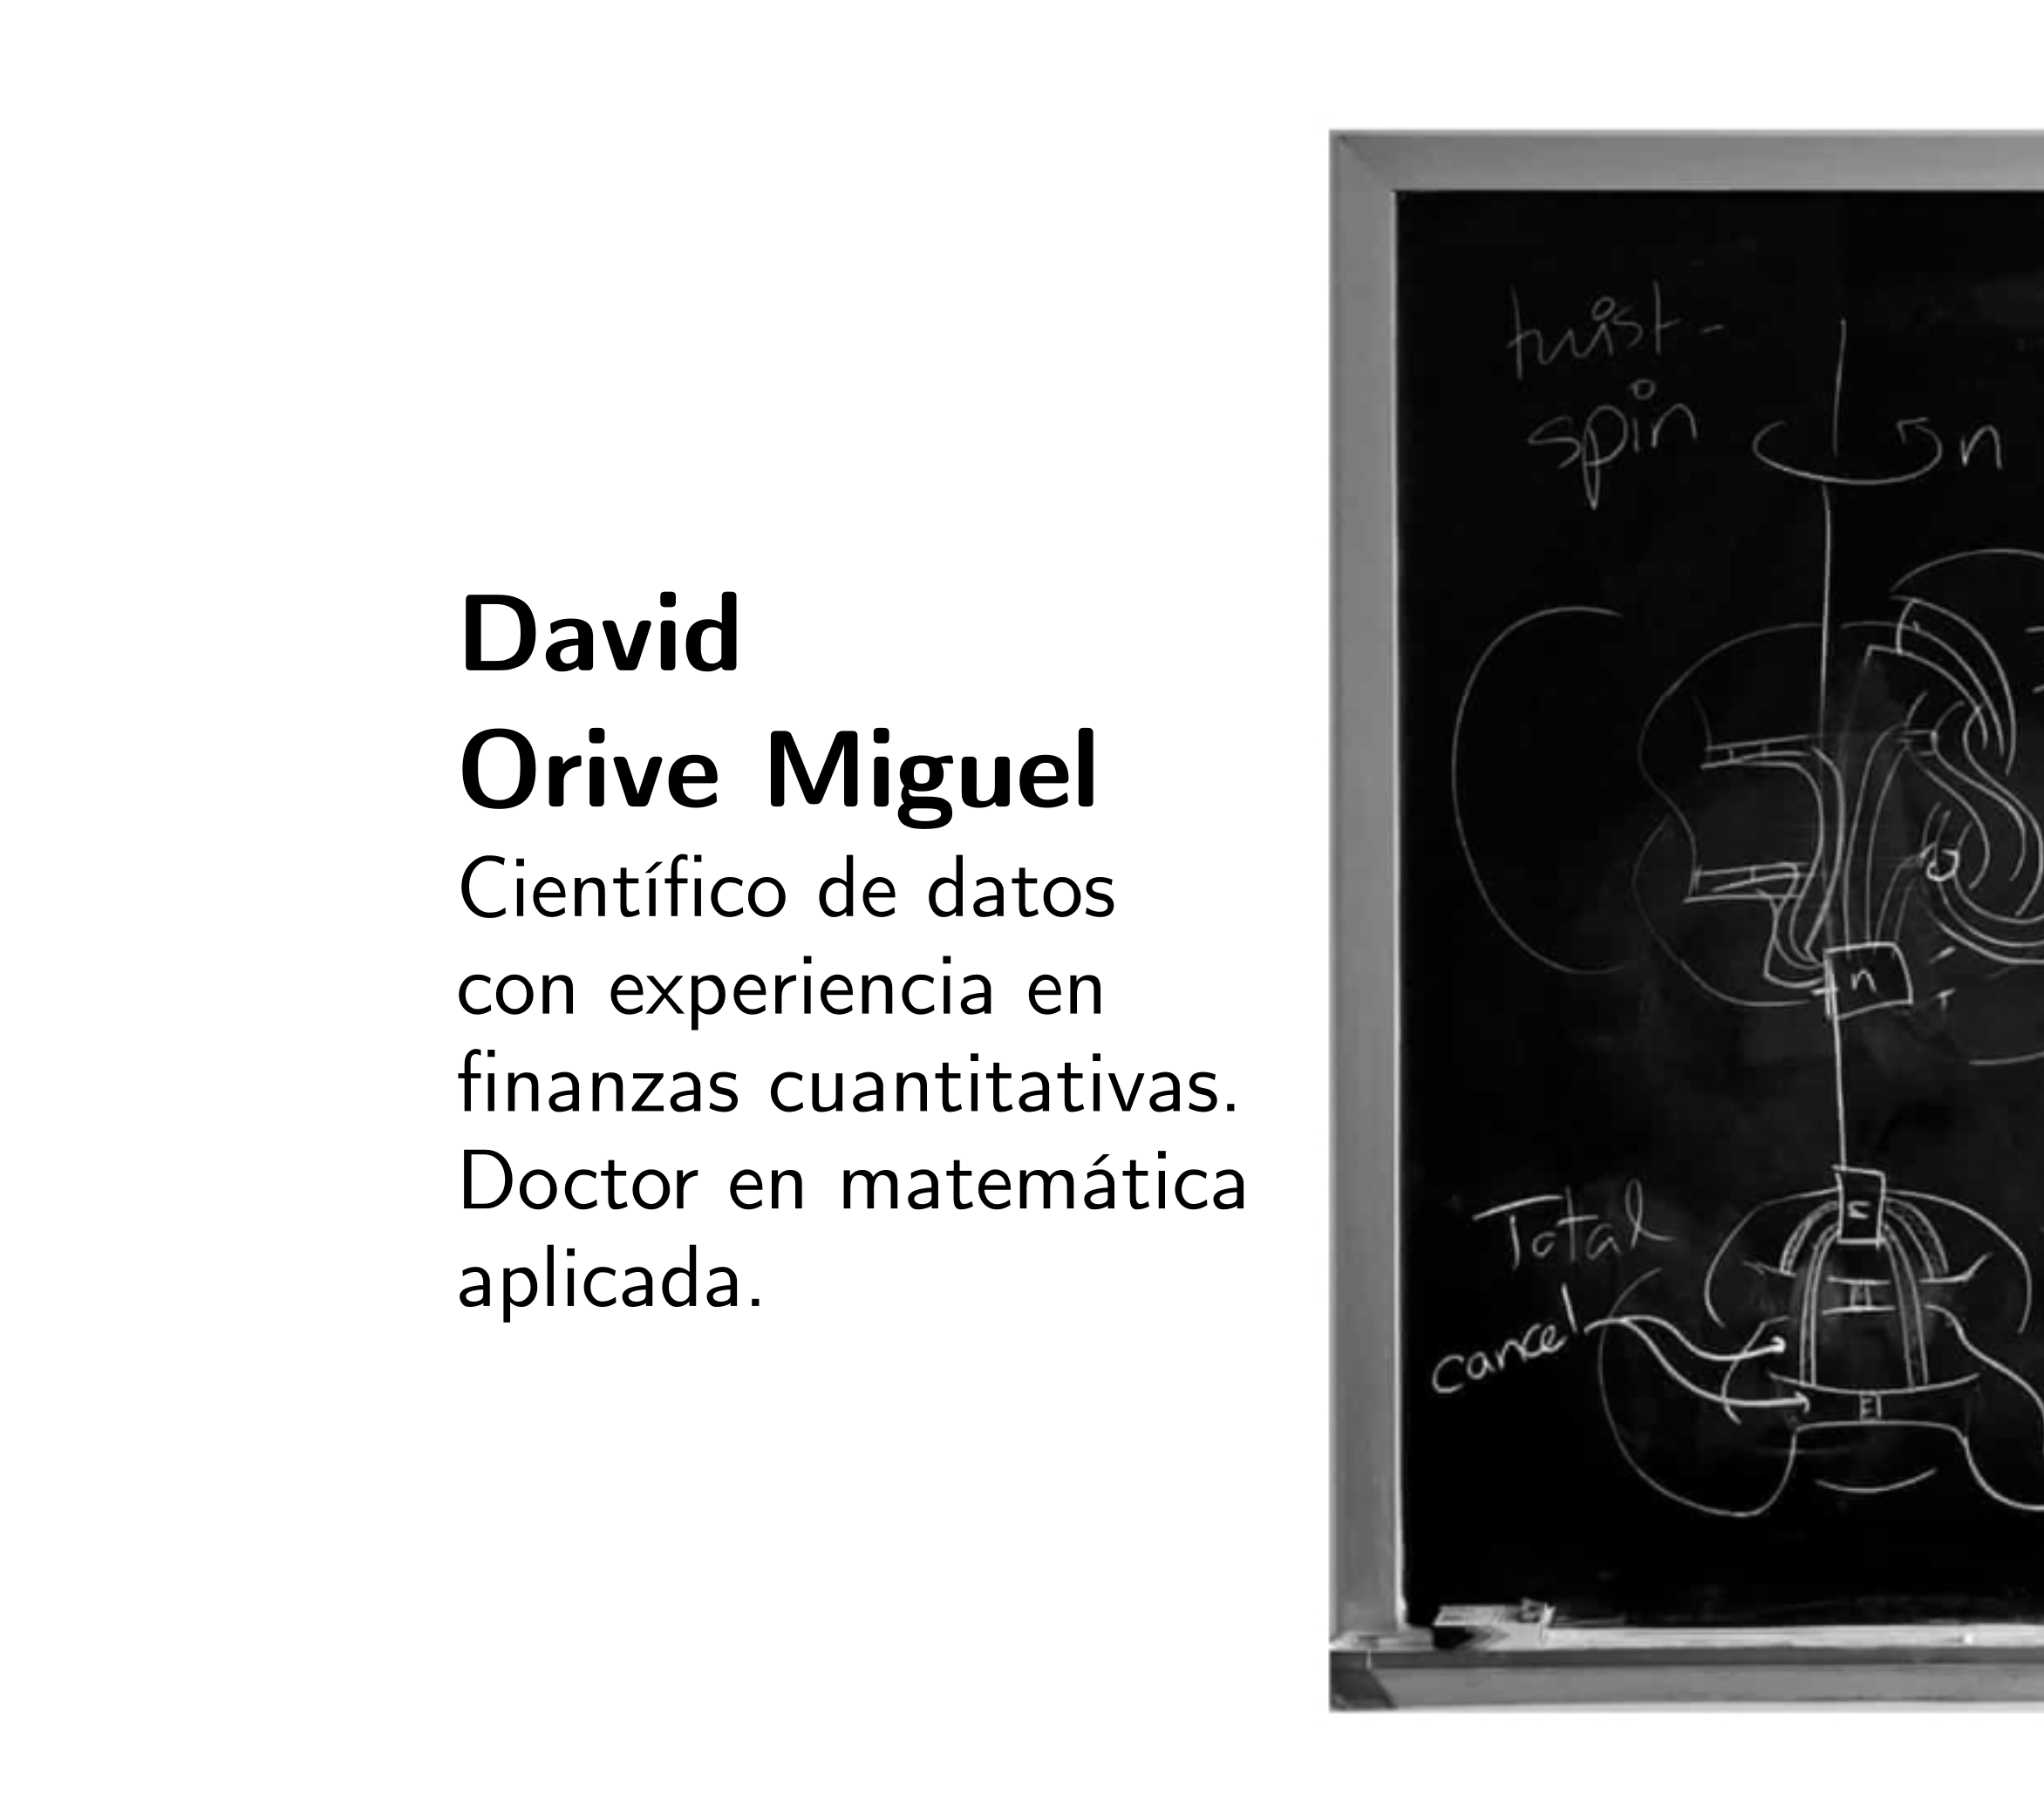 David
Orive Miguel
Científico de datos
con experiencia en
finanzas cuantitativas.
Doctor en matemática
aplicada.
twist-
spin
n
n
Total
cancel